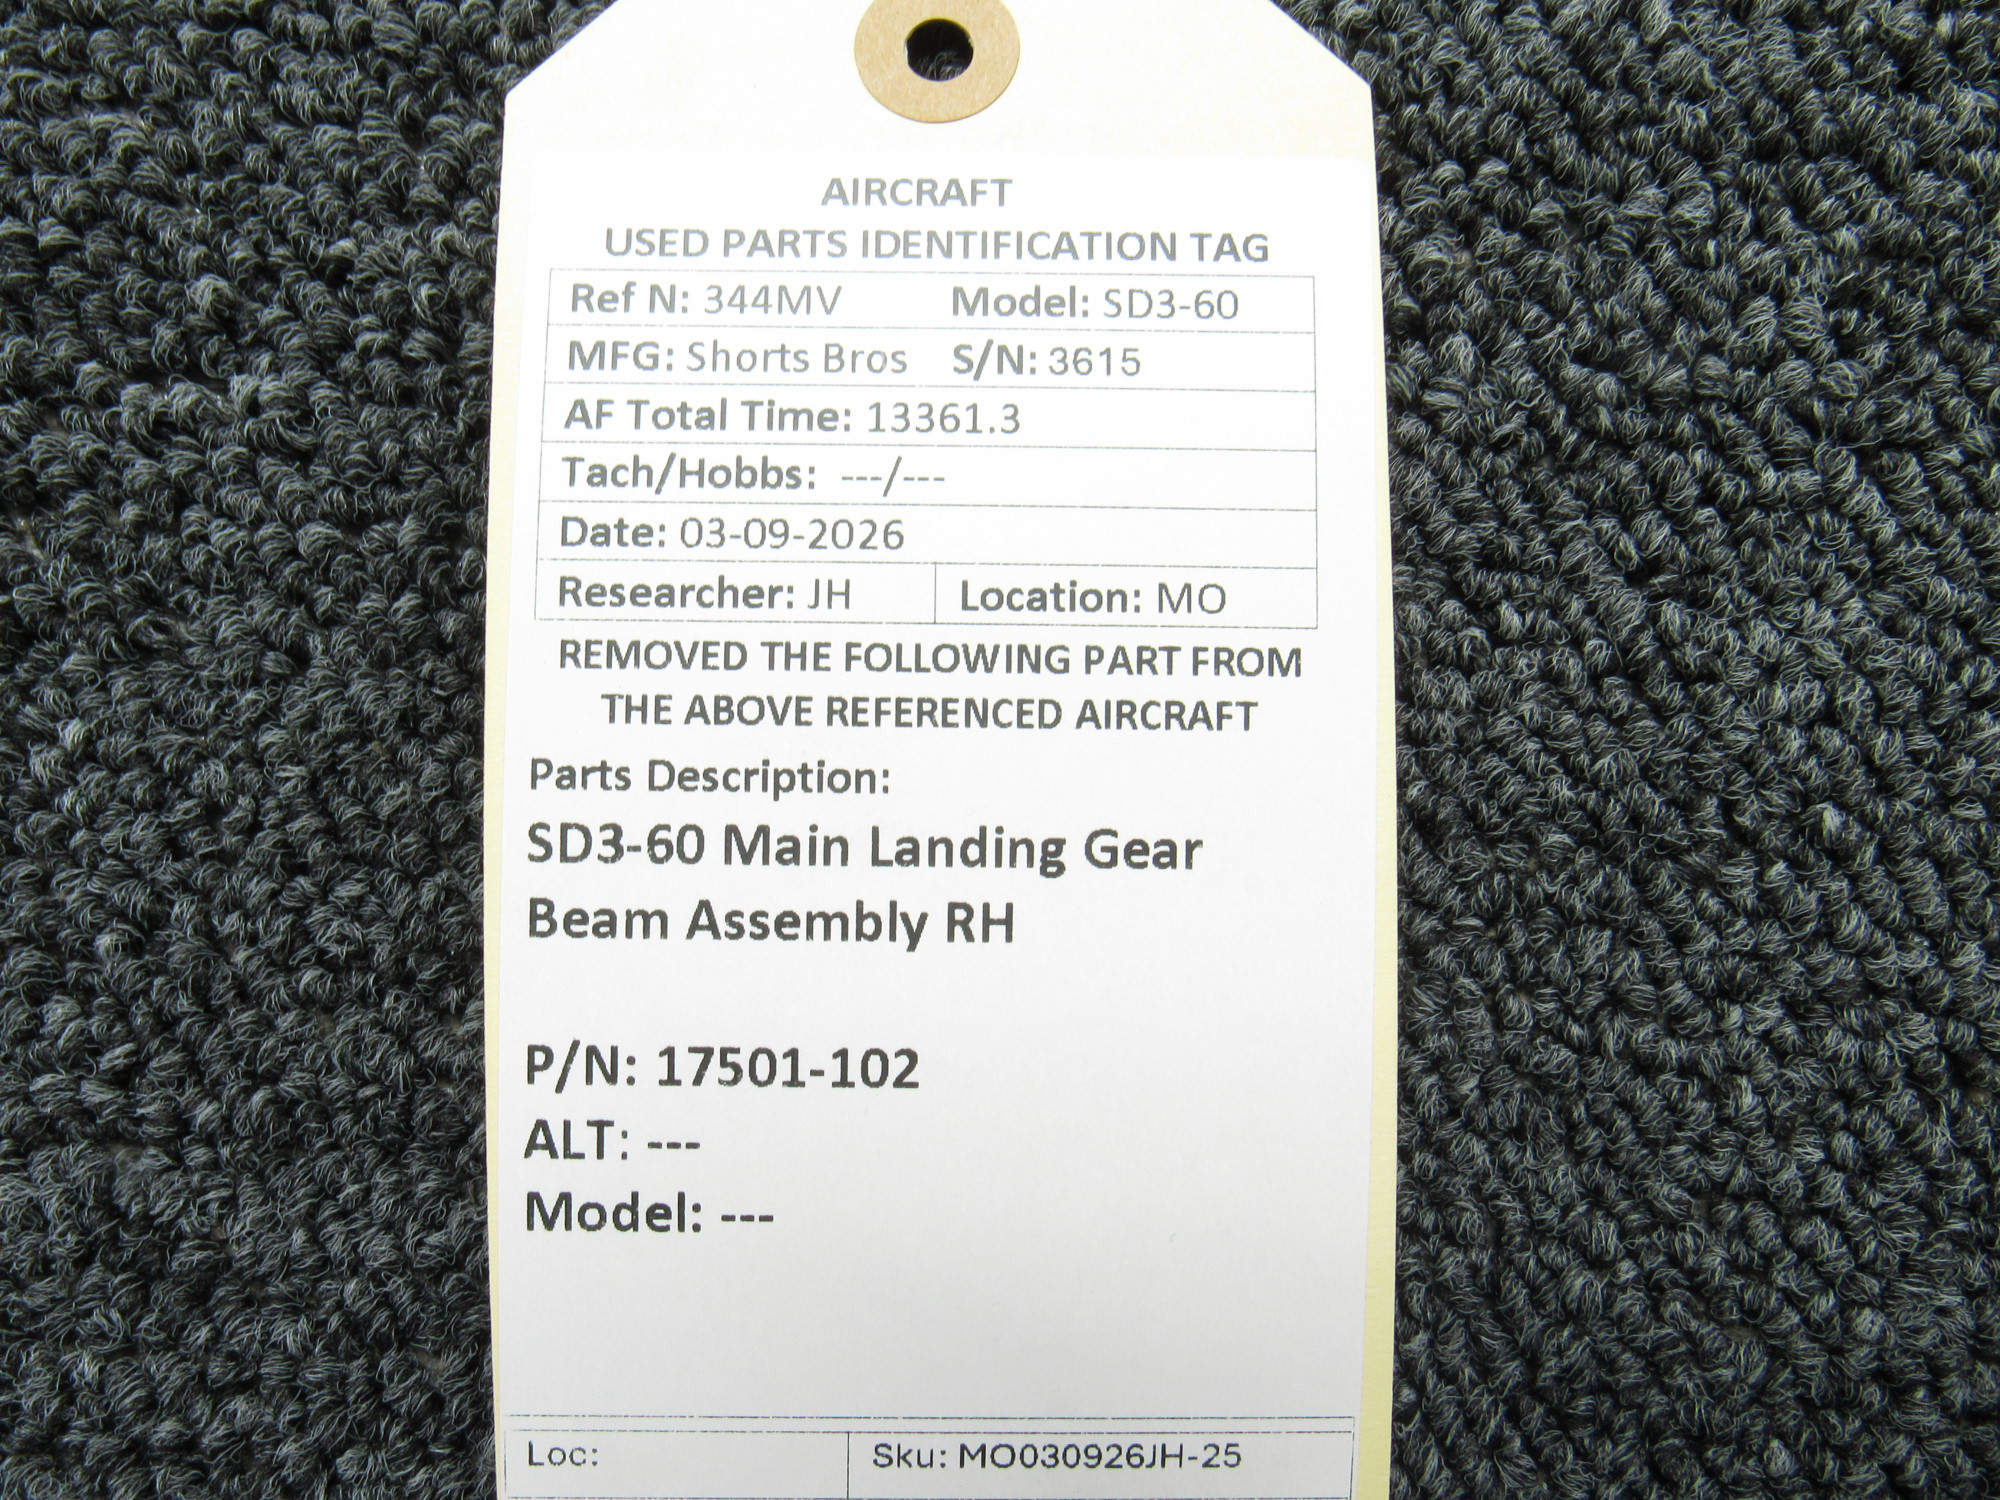 AIRCRAFT
USED PARTS IDENTIFICATION TAG
Ref N: 344MV Model: SD3-60
MFG: Shorts Bros S/N: 3615
AF Total Time: 13361.3
Tach/Hobbs: ---/---
Date: 03-09-2026
Researcher: JH Location: MO
REMOVED THE FOLLOWING PART FROM
THE ABOVE REFERENCED AIRCRAFT
Parts Description:
SD3-60 Main Landing Gear
Beam Assembly RH
P/N: 17501-102
ALT: ---
Model: ---
Loc: Sku: MO030926JH-25